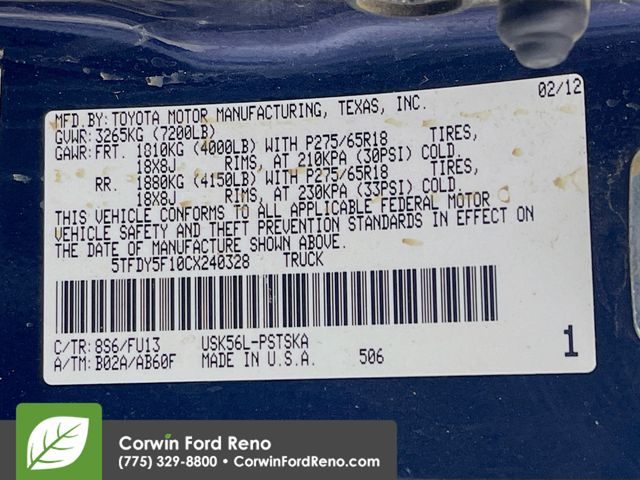 02/12
MFD.BY:TOYOTA MOTOR MANUFACTURING, TEXAS, INC.
GVWR:3265KG (7200LB)
GAWR:FRT. 1810KG (4000LB) WITH P275/65R18 TIRES,
18X8J RIMS, AT 210KPA (30PSI) COLD.
RR. 1880KG (4150LB) WITH P275/65R18 TIRES,
18X8J RIMS, AT 230KPA (33PSI) COLD.
THIS VEHICLE CONFORMS TO ALL APPLICABLE FEDERAL MOTOR
VEHICLE SAFETY AND THEFT PREVENTION STANDARDS IN EFFECT ON
THE DATE OF MANUFACTURE SHOWN ABOVE.
5TFDY5F10CX240328 TRUCK
C/TR:8S6/FU13 USK56L-PSTSKA
A/TM:B02A/AB60F MADE IN U.S.A. 506 1
Corwin Ford Reno
(775) 329-8800 • CorwinFordReno.com